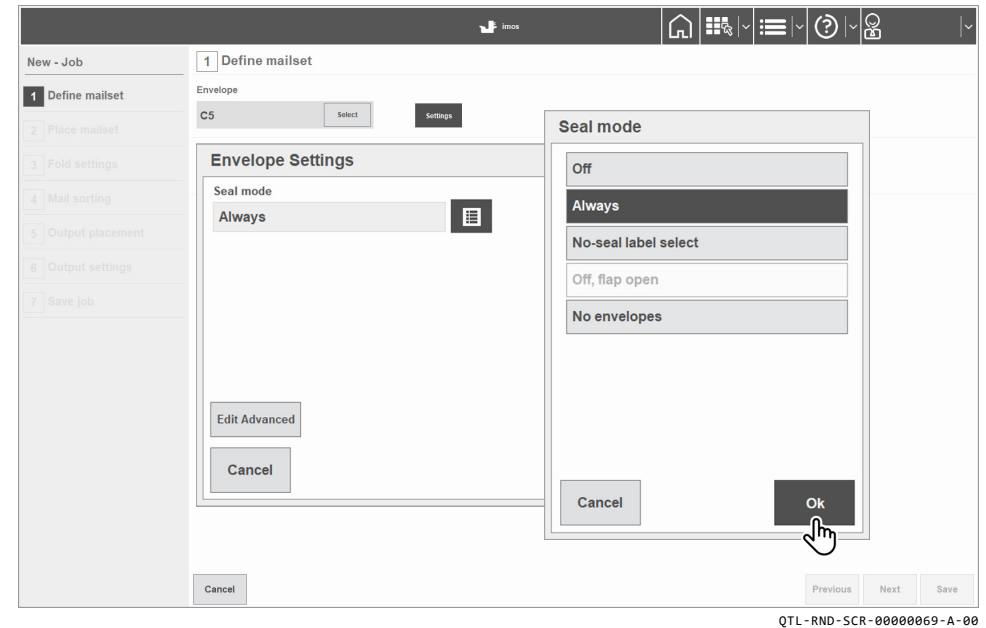 imos
New - Job
1 Define mailset
2 Place mailset
3 Fold settings
4 Mail sorting
5 Output placement
6 Output settings
7 Save job
1 Define mailset
Envelope
C5
Select
Settings
Envelope Settings
Seal mode
Always
Edit Advanced
Cancel
Seal mode
Off
Always
No-seal label select
Off, flap open
No envelopes
Cancel
Ok
Cancel
Previous
Next
Save
QTL-RND-SCR-00000069-A-00